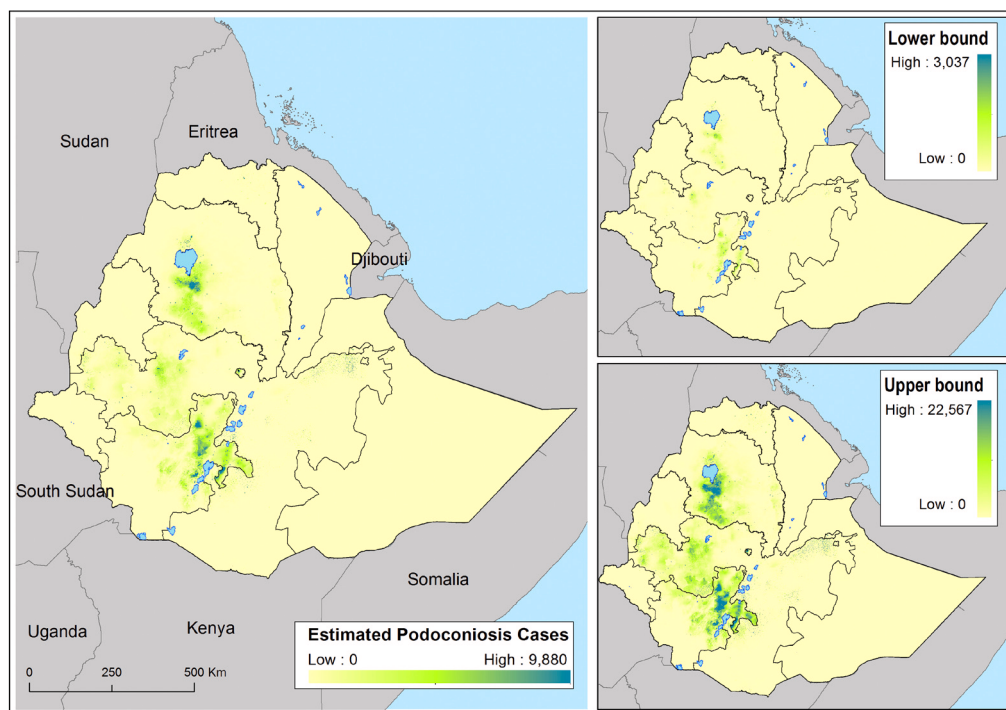 Sudan
Eritrea
Djibouti
South Sudan
Somalia
Uganda
Kenya
0 250 500 Km
Estimated Podoconiosis Cases
Low : 0 High : 9,880
Lower bound
High : 3,037
Low : 0
Upper bound
High : 22,567
Low : 0